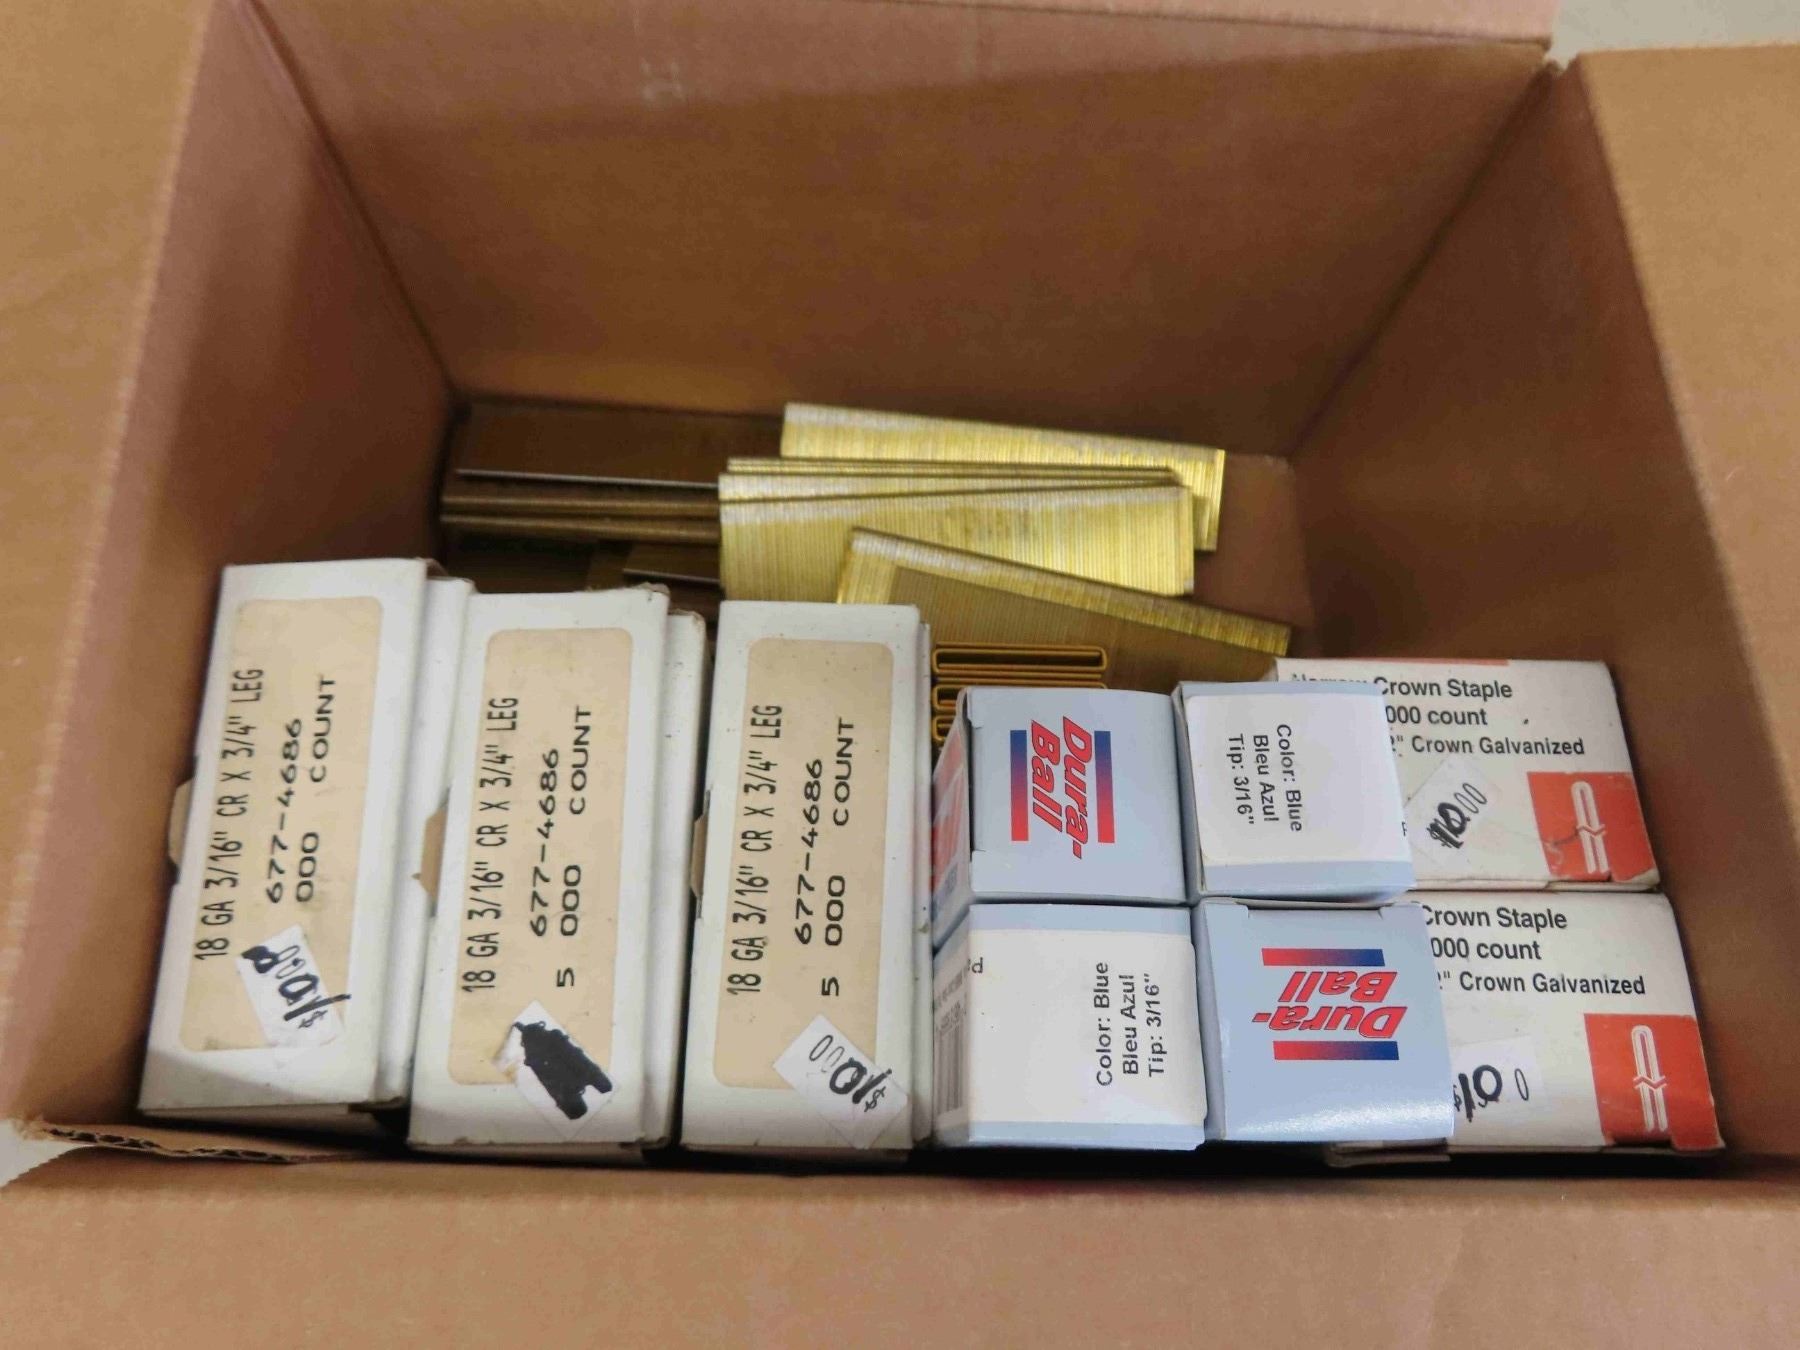 18 GA 3/16" CR X 3/4" LEG
677-4686
000 COUNT
$10.00
18 GA 3/16" CR X 3/4" LEG
677-4686
5 000 COUNT
18 GA 3/16" CR X 3/4" LEG
677-4686
5 000 COUNT
$10
Dura-
Ball
Color: Blue
Bleu Azul
Tip: 3/16"
Color: Blue
Bleu Azul
Tip: 3/16"
Dura-
Ball
Crown Staple
000 count
" Crown Galvanized
$10
Crown Staple
000 count
" Crown Galvanized
$10